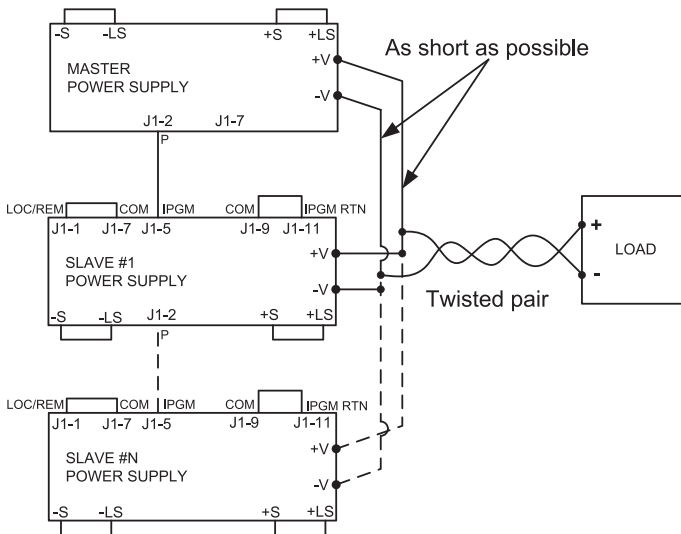 -S -LS +S +LS
As short as possible
MASTER
POWER SUPPLY
+V
-V
J1-2 J1-7
P
LOC/REM COM IPGM COM IPGM RTN
J1-1 J1-7 J1-5 J1-9 J1-11
SLAVE #1
POWER SUPPLY
+V
-V
+
LOAD
-
Twisted pair
-S -LS J1-2 +S +LS
P
LOC/REM COM IPGM COM IPGM RTN
J1-1 J1-7 J1-5 J1-9 J1-11
SLAVE #N
POWER SUPPLY
+V
-V
-S -LS +S +LS